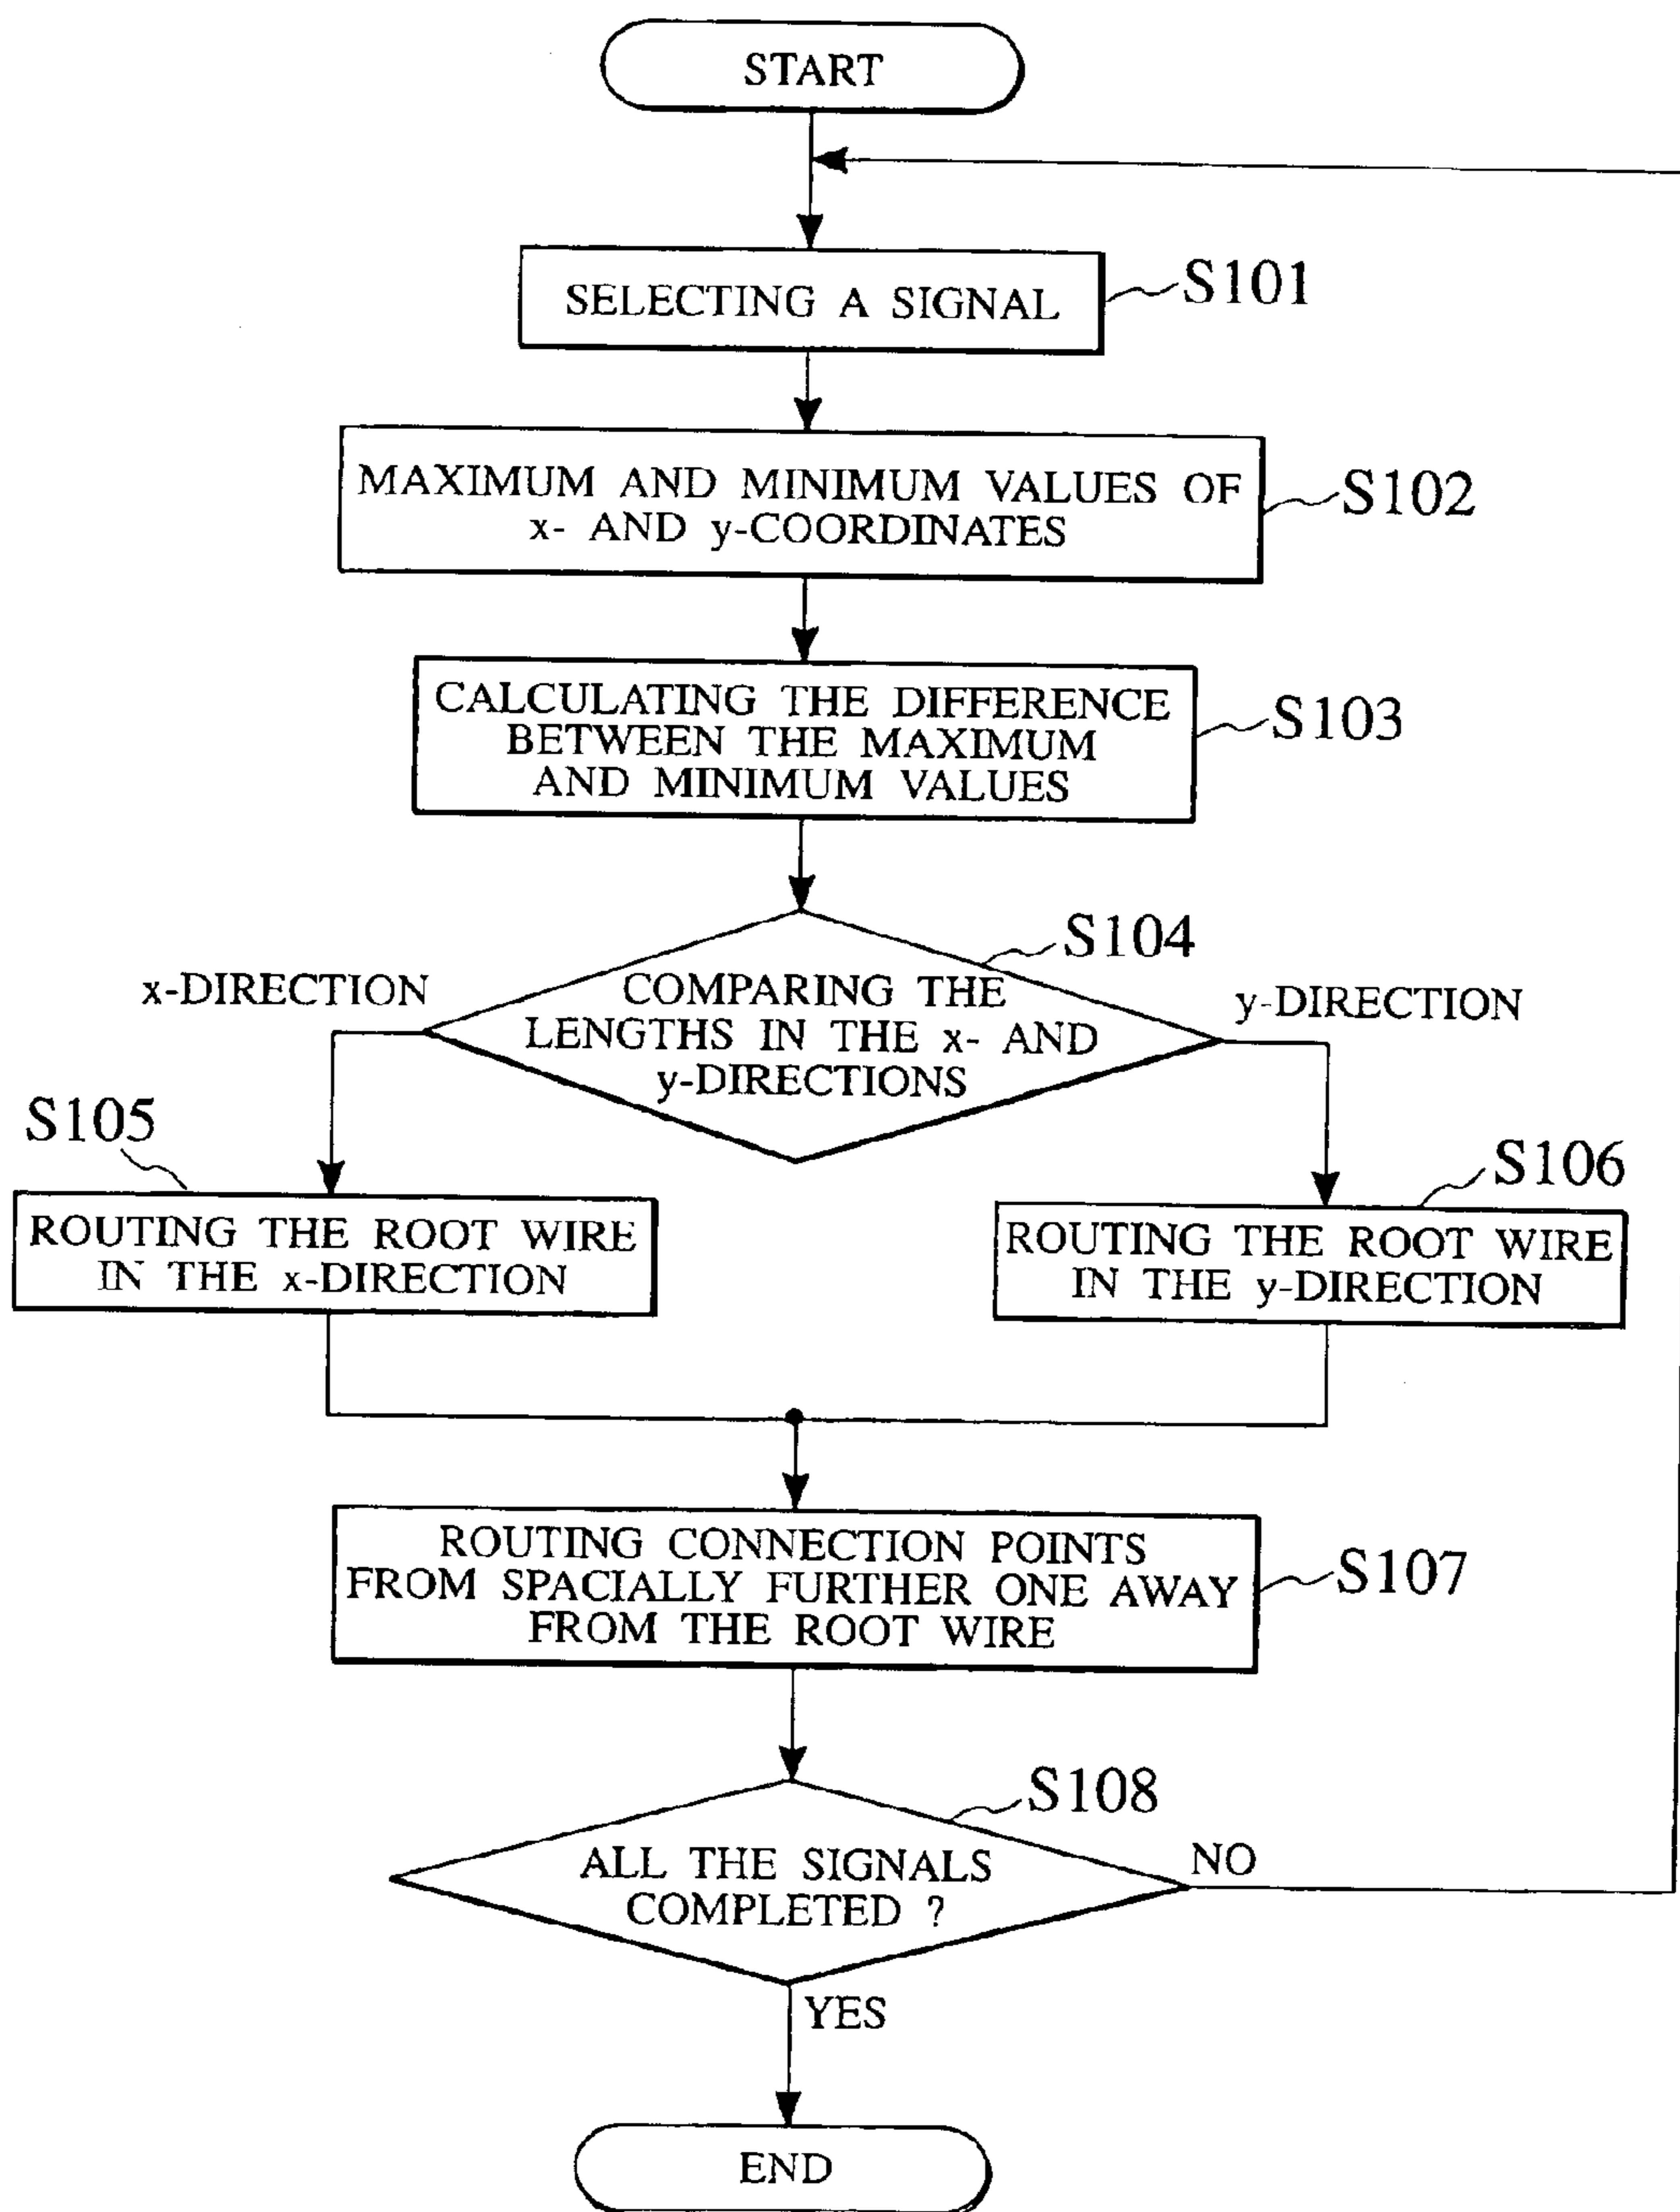 START
SELECTING A SIGNAL
S101
MAXIMUM AND MINIMUM VALUES OF
x- AND y-COORDINATES
S102
CALCULATING THE DIFFERENCE
BETWEEN THE MAXIMUM
AND MINIMUM VALUES
S103
S104
x-DIRECTION
COMPARING THE
LENGTHS IN THE x- AND
y-DIRECTIONS
y-DIRECTION
S105
ROUTING THE ROOT WIRE
IN THE x-DIRECTION
S106
ROUTING THE ROOT WIRE
IN THE y-DIRECTION
ROUTING CONNECTION POINTS
FROM SPACIALLY FURTHER ONE AWAY
FROM THE ROOT WIRE
S107
S108
ALL THE SIGNALS
COMPLETED ?
NO
YES
END